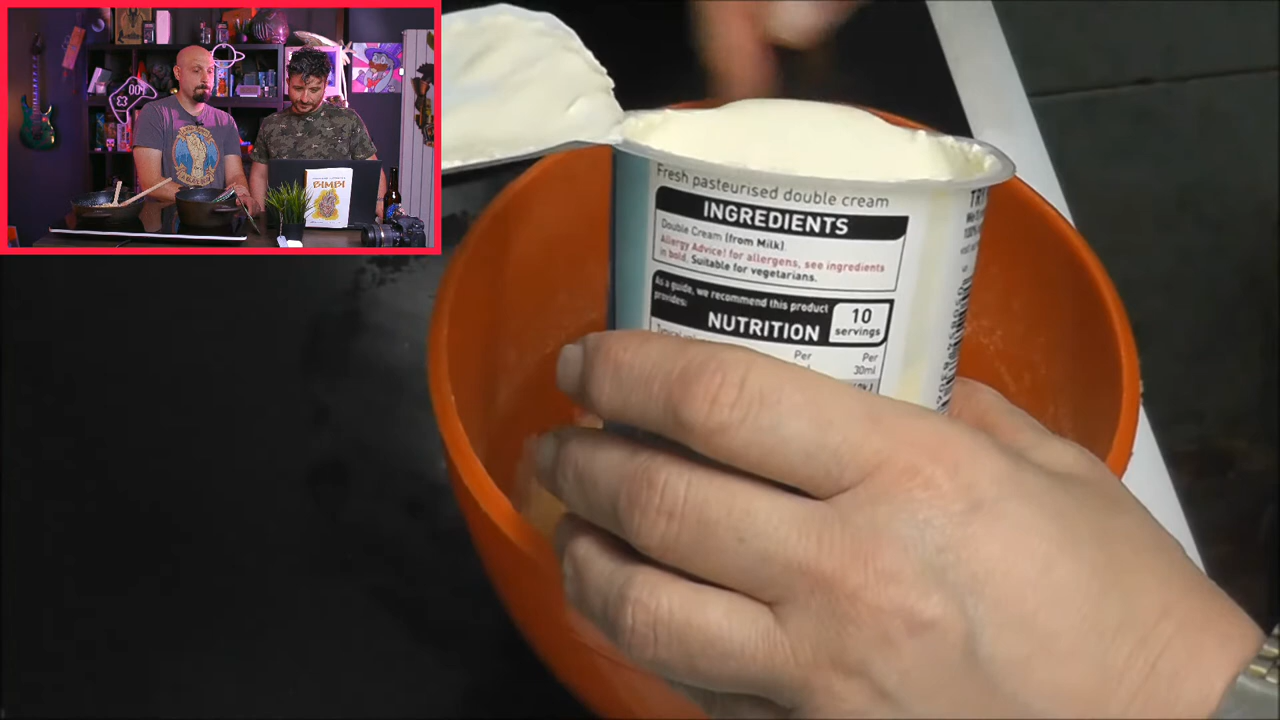 BIMBI
Fresh pasteurised double cream
INGREDIENTS
Double Cream (from Milk).
Allergy Advice! for allergens, see ingredients
in bold. Suitable for vegetarians.
As a guide, we recommend this product
provides:
10
servings
NUTRITION
Per
Per
30ml